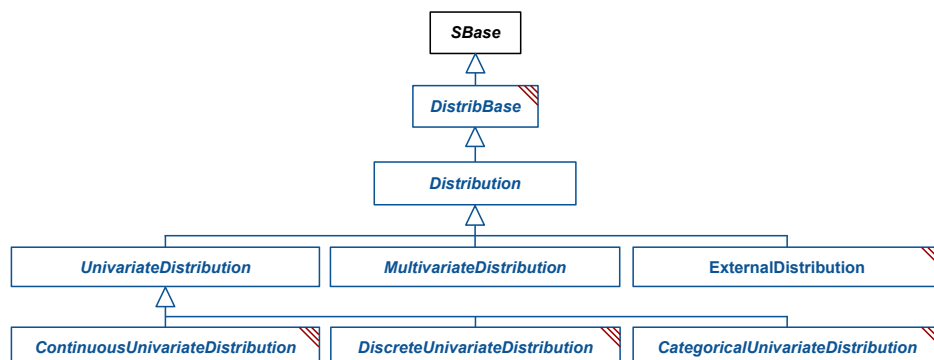 SBase
DistribBase
Distribution
UnivariateDistribution
MultivariateDistribution
ExternalDistribution
ContinuousUnivariateDistribution
DiscreteUnivariateDistribution
CategoricalUnivariateDistribution